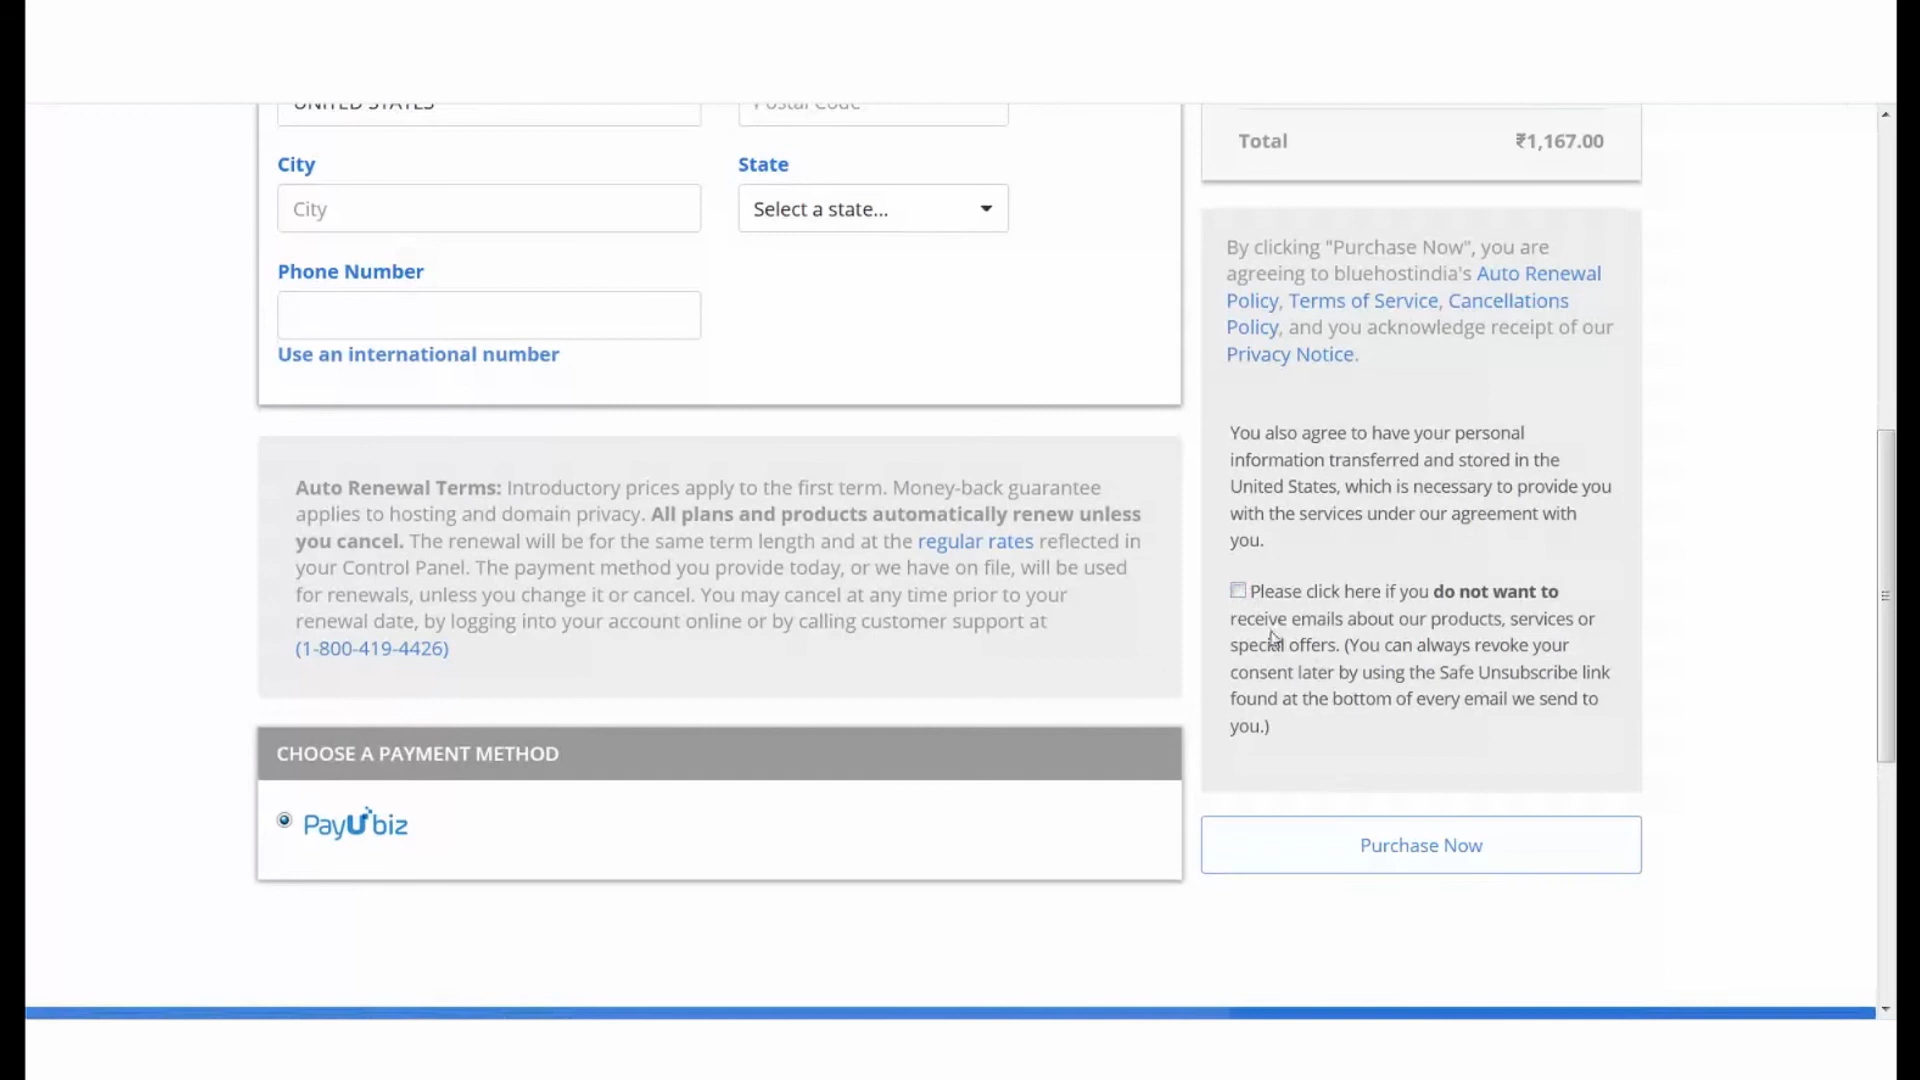 UNITED STATES
Postal Code
City
State
City
Select a state...
Phone Number
Use an international number
Auto Renewal Terms: Introductory prices apply to the first term. Money-back guarantee
applies to hosting and domain privacy. All plans and products automatically renew unless
you cancel. The renewal will be for the same term length and at the regular rates reflected in
your Control Panel. The payment method you provide today, or we have on file, will be used
for renewals, unless you change it or cancel. You may cancel at any time prior to your
renewal date, by logging into your account online or by calling customer support at
(1-800-419-4426)
CHOOSE A PAYMENT METHOD
PayUbiz
Total ₹1,167.00
By clicking "Purchase Now", you are
agreeing to bluehostindia's Auto Renewal
Policy, Terms of Service, Cancellations
Policy, and you acknowledge receipt of our
Privacy Notice.
You also agree to have your personal
information transferred and stored in the
United States, which is necessary to provide you
with the services under our agreement with
you.
Please click here if you do not want to
receive emails about our products, services or
special offers. (You can always revoke your
consent later by using the Safe Unsubscribe link
found at the bottom of every email we send to
you.)
Purchase Now